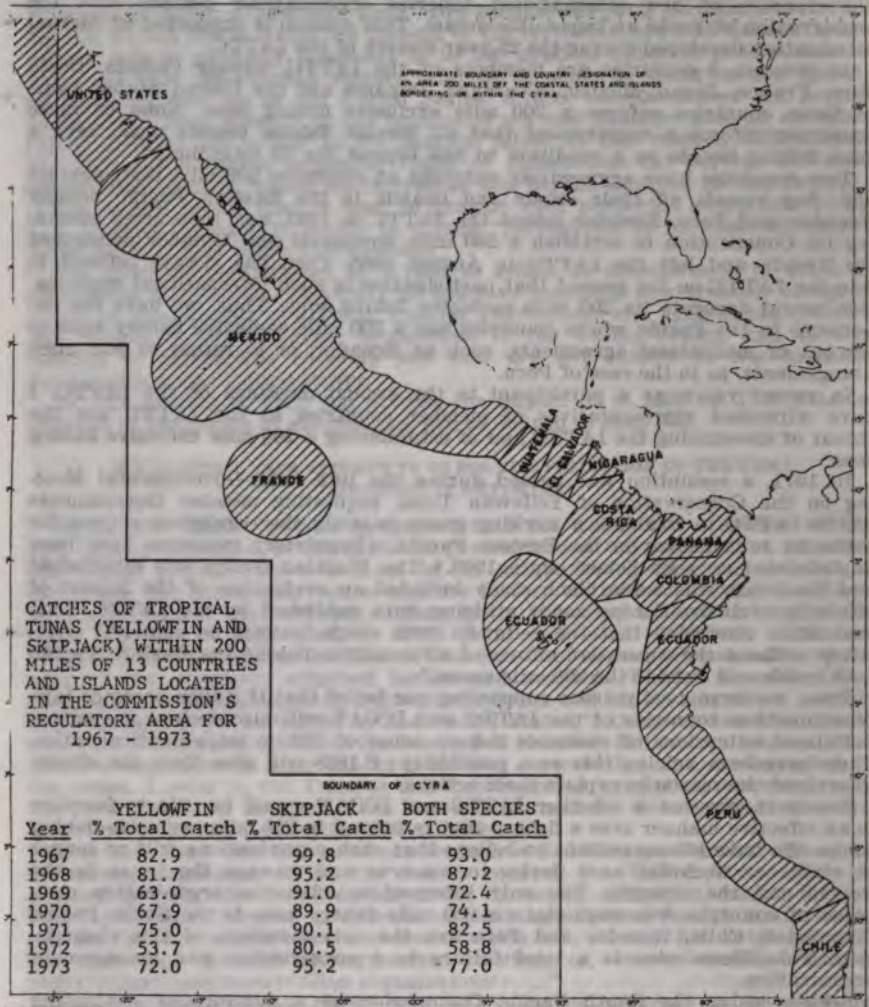 APPROXIMATE BOUNDARY AND COUNTRY DESIGNATION OF
AN AREA 200 MILES OFF THE COASTAL STATES AND ISLANDS
BORDERING OR WITHIN THE CYRA
UNITED STATES
MEXICO
FRANCE
GUATEMALA
EL SALVADOR
NICARAGUA
COSTA
RICA
PANAMA
COLOMBIA
ECUADOR
ECUADOR
PERU
CHILE
CATCHES OF TROPICAL
TUNAS (YELLOWFIN AND
SKIPJACK) WITHIN 200
MILES OF 13 COUNTRIES
AND ISLANDS LOCATED
IN THE COMMISSION'S
REGULATORY AREA FOR
1967 - 1973
BOUNDARY OF CYRA
YELLOWFIN SKIPJACK BOTH SPECIES
Year % Total Catch % Total Catch % Total Catch
1967 82.9 99.8 93.0
1968 81.7 95.2 87.2
1969 63.0 91.0 72.4
1970 67.9 89.9 74.1
1971 75.0 90.1 82.5
1972 53.7 80.5 58.8
1973 72.0 95.2 77.0